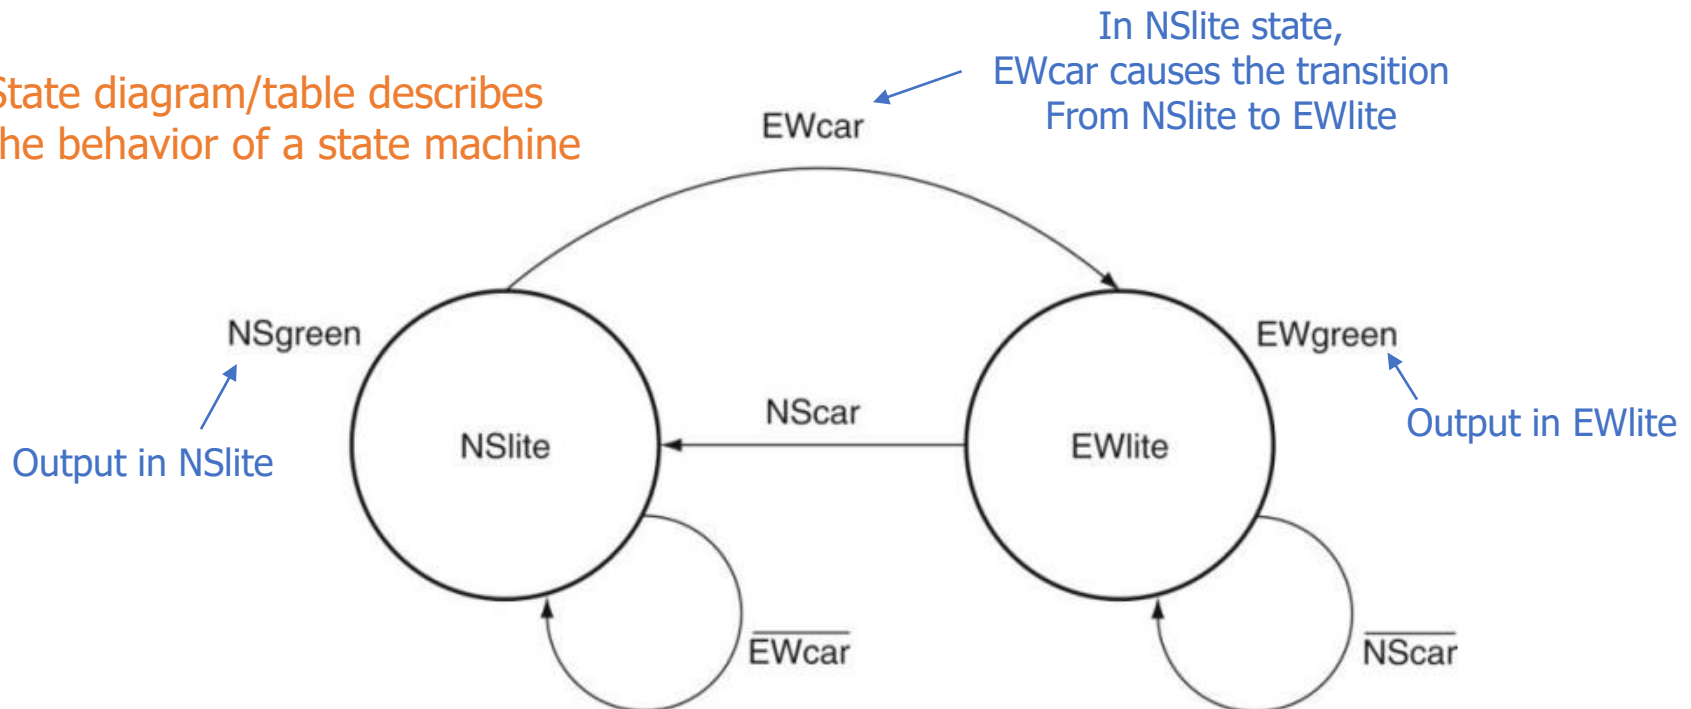 In NSlite state,
EWcar causes the transition
From NSlite to EWlite
State diagram/table describes
he behavior of a state machine
EWcar
NSgreen
EWgreen
NScar
Output in EWlite
NSlite
EWlite
Output in NSlite
EWcar
NScar